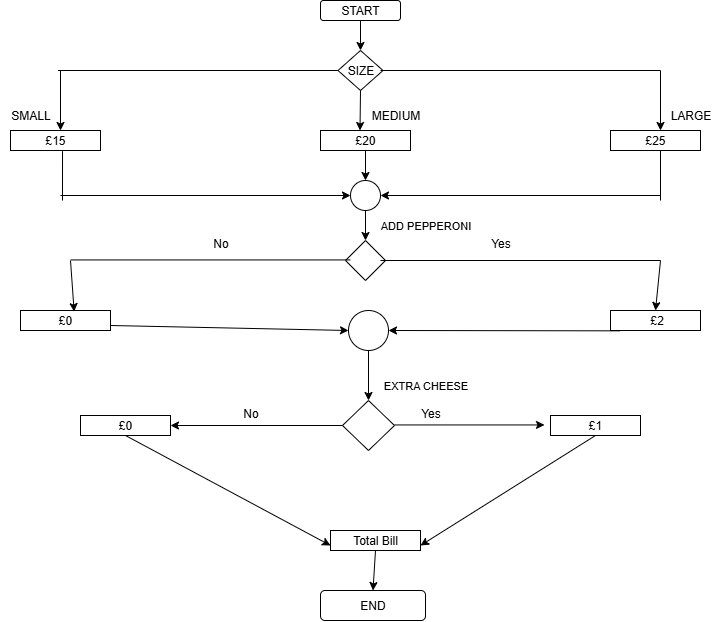 START
SIZE
SMALL
MEDIUM
LARGE
£15
£20
£25
ADD PEPPERONI
No
Yes
£0
£2
EXTRA CHEESE
No
Yes
£0
£1
Total Bill
END